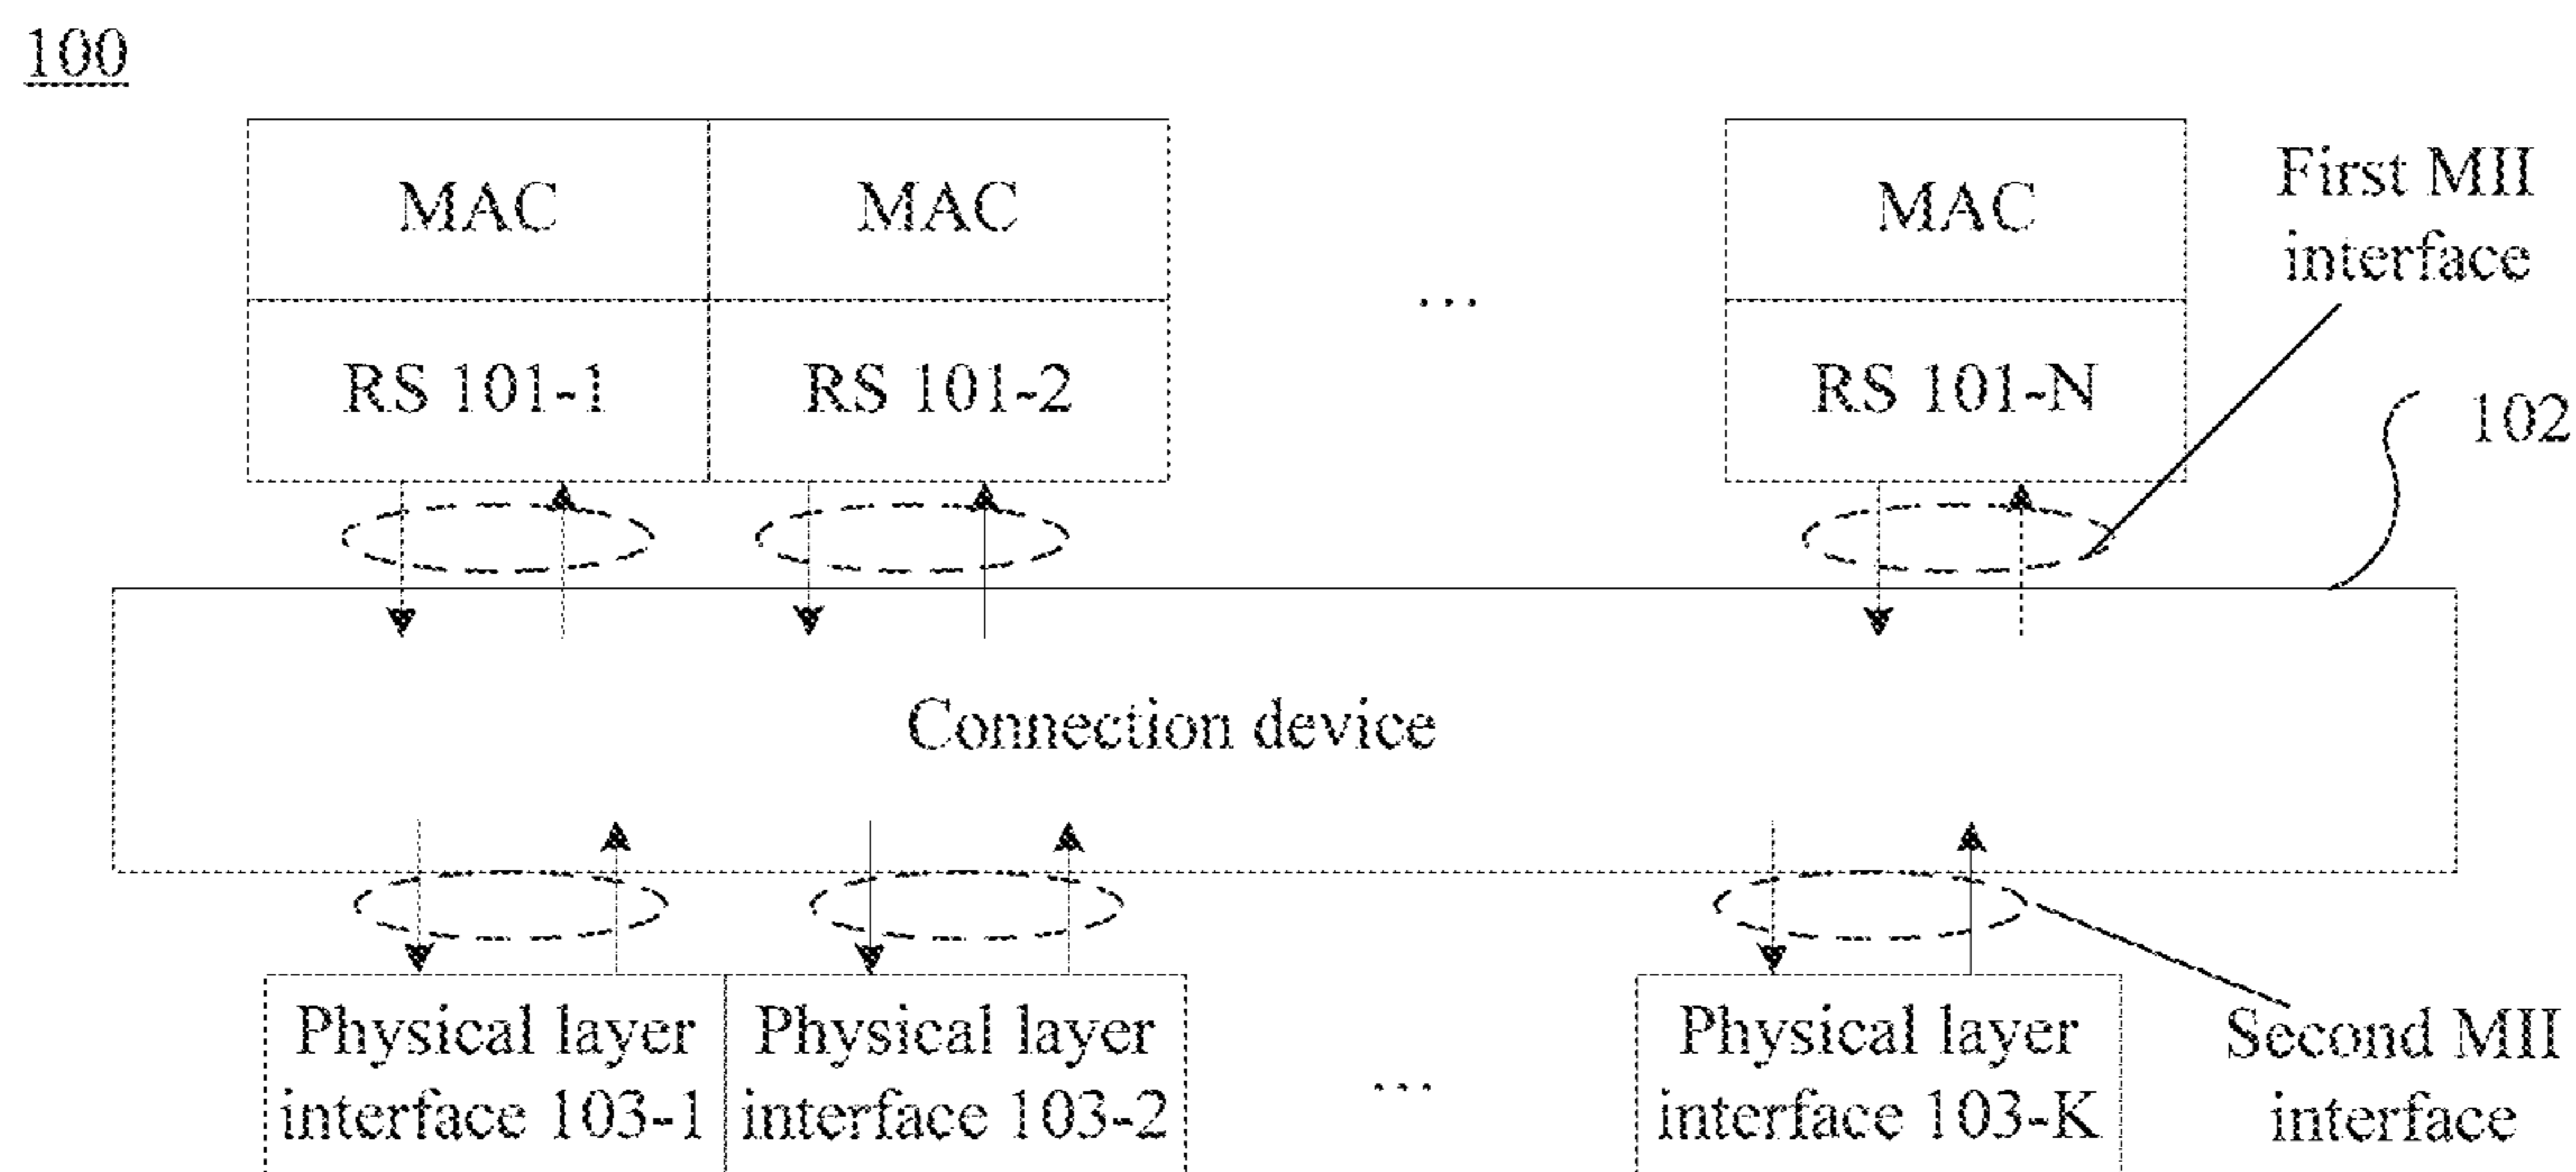 100
MAC
MAC
MAC
First MII
interface
RS 101-1
RS 101-2
...
RS 101-N
102
Connection device
Physical layer
interface 103-1
Physical layer
interface 103-2
...
Physical layer
interface 103-K
Second MII
interface